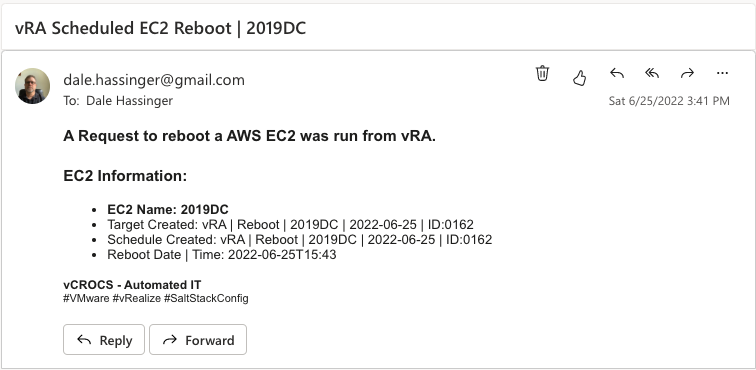 vRA Scheduled EC2 Reboot | 2019DC
dale.hassinger@gmail.com
To: Dale Hassinger
Sat 6/25/2022 3:41 PM
A Request to reboot a AWS EC2 was run from vRA.
EC2 Information:
• EC2 Name: 2019DC
• Target Created: vRA | Reboot | 2019DC | 2022-06-25 | ID:0162
• Schedule Created: vRA | Reboot | 2019DC | 2022-06-25 | ID:0162
• Reboot Date | Time: 2022-06-25T15:43
vCROCS - Automated IT
#VMware #vRealize #SaltStackConfig
Reply Forward